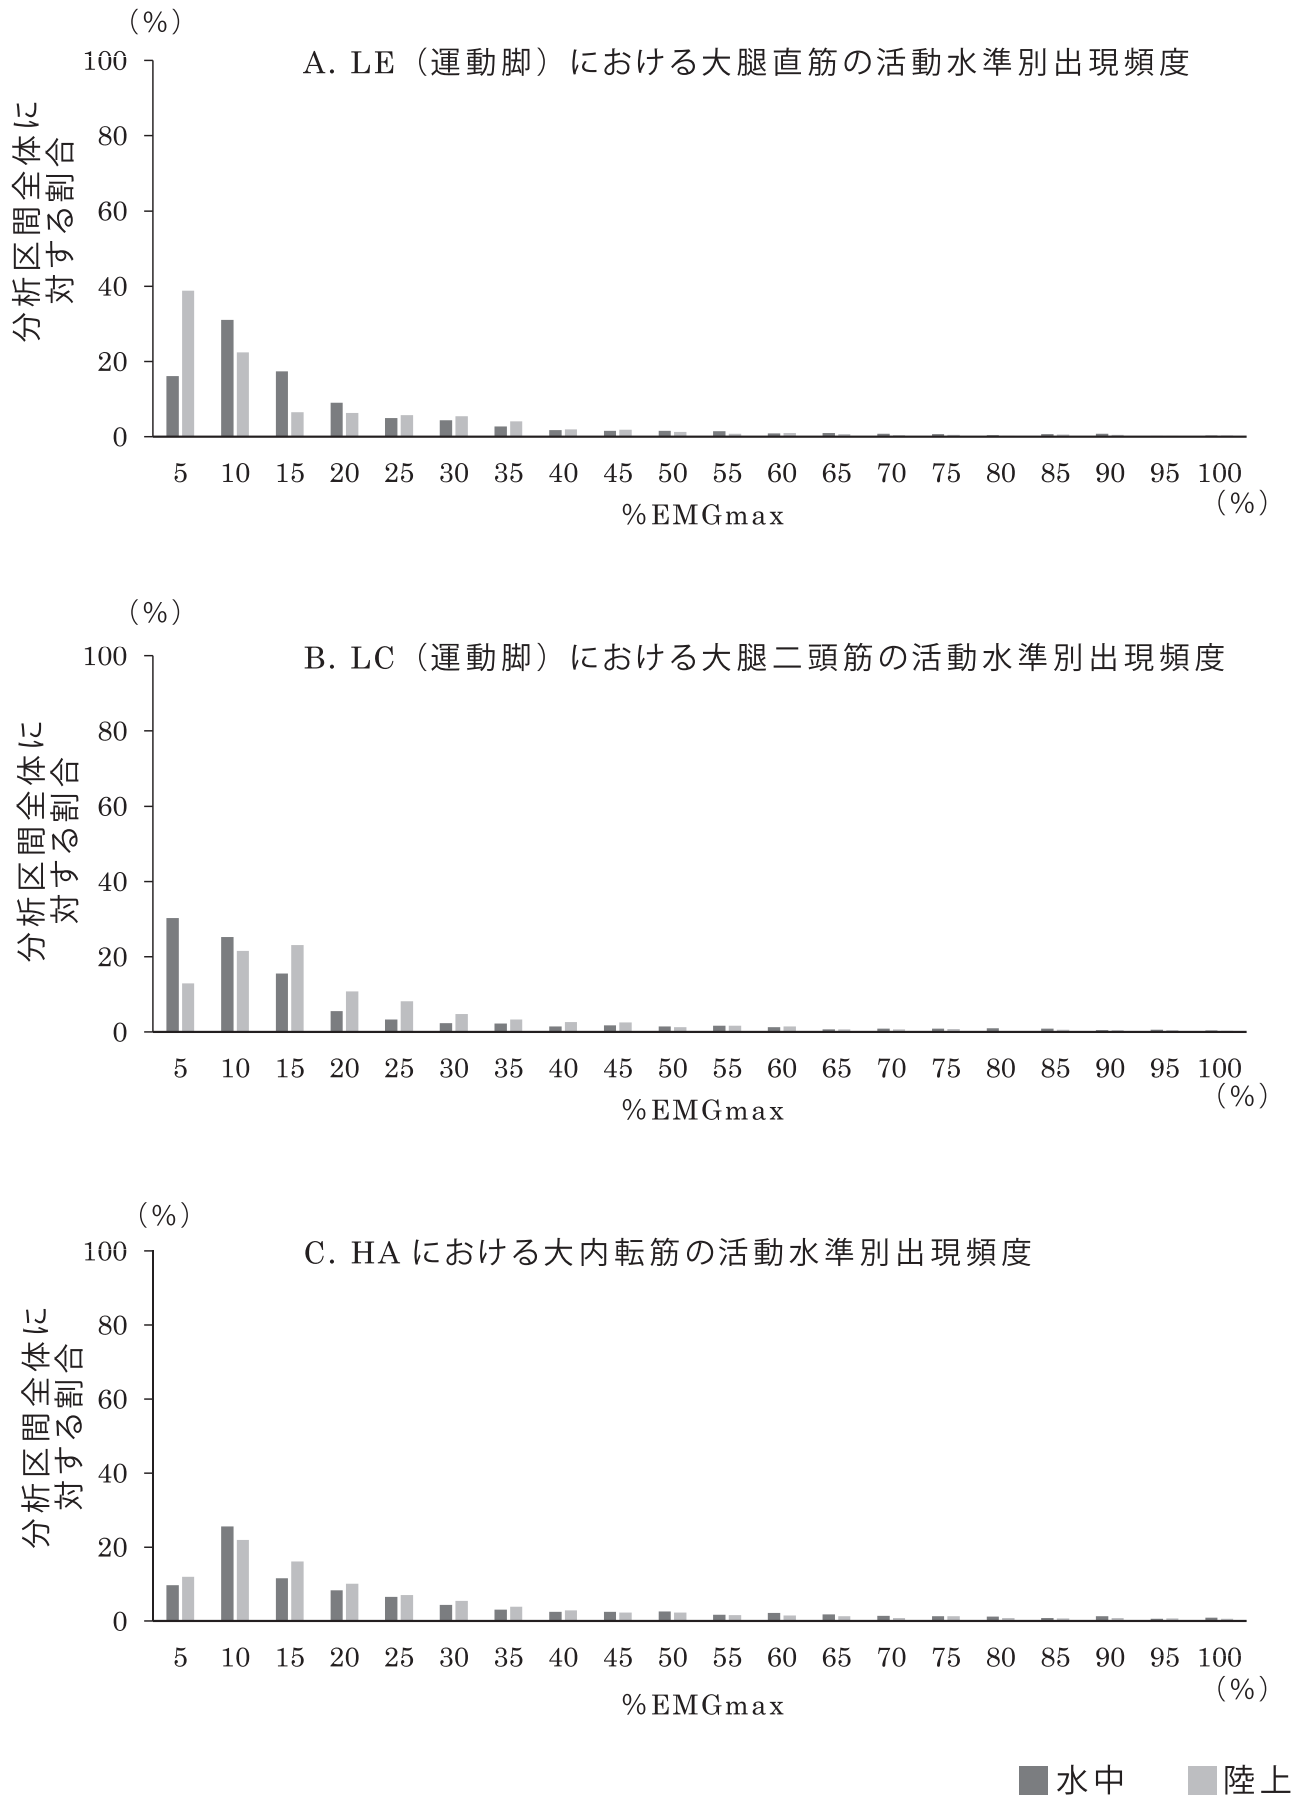 （%）
A. LE（運動脚）における大腿直筋の活動水準別出現頻度
分析区間全体に
対する割合
100
80
60
40
20
0
5 10 15 20 25 30 35 40 45 50 55 60 65 70 75 80 85 90 95 100
（%）
%EMGmax
（%）
B. LC（運動脚）における大腿二頭筋の活動水準別出現頻度
分析区間全体に
対する割合
100
80
60
40
20
0
5 10 15 20 25 30 35 40 45 50 55 60 65 70 75 80 85 90 95 100
（%）
%EMGmax
（%）
C. HA における大内転筋の活動水準別出現頻度
分析区間全体に
対する割合
100
80
60
40
20
0
5 10 15 20 25 30 35 40 45 50 55 60 65 70 75 80 85 90 95 100
（%）
%EMGmax
水中 陸上